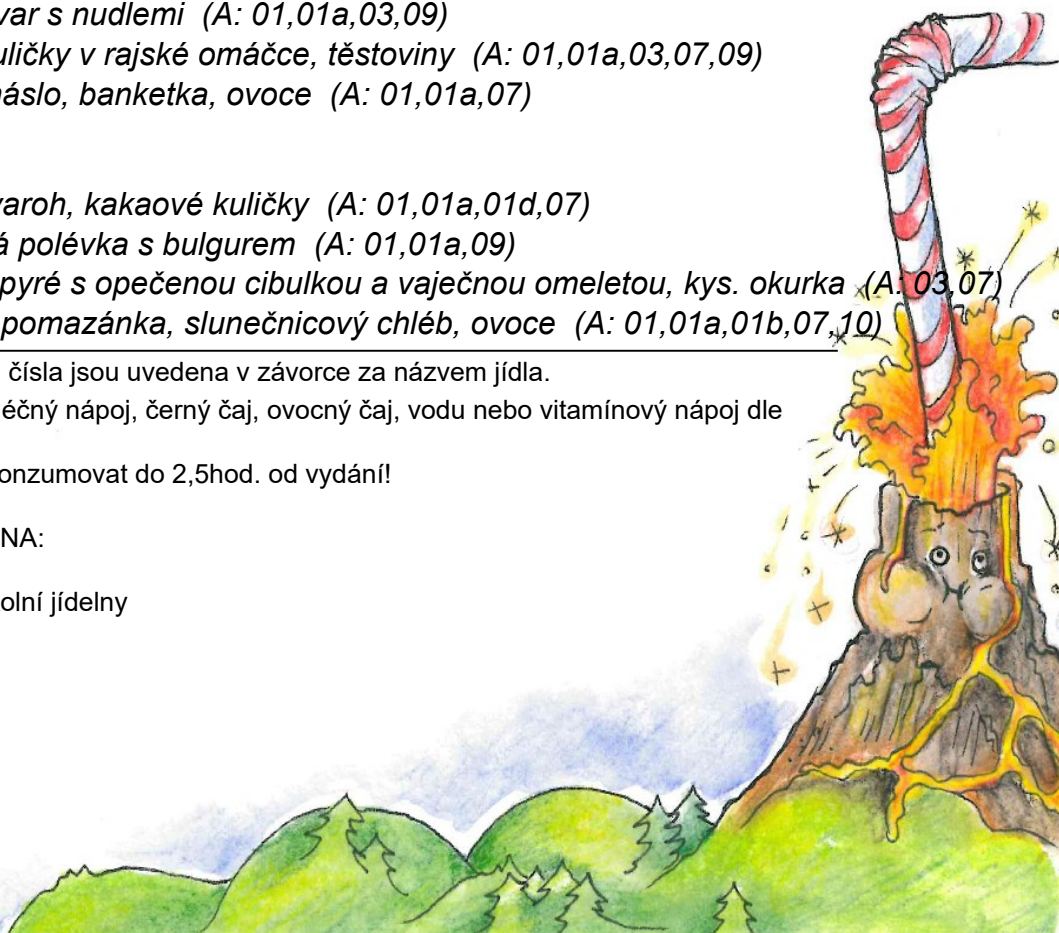 var s nudlemi (A: 01,01a,03,09)
uličky v rajské omáčce, těstoviny (A: 01,01a,03,07,09)
náslo, banketka, ovoce (A: 01,01a,07)
varoh, kakaové kuličky (A: 01,01a,01d,07)
á polévka s bulgurem (A: 01,01a,09)
pyré s opečenou cibulkou a vaječnou omeletou, kys. okurka (A: 03,07)
pomazánka, slunečnicový chléb, ovoce (A: 01,01a,01b,07,10)
čísla jsou uvedena v závorce za názvem jídla.
éčný nápoj, černý čaj, ovocný čaj, vodu nebo vitamínový nápoj dle
onzumovat do 2,5hod. od vydání!
NA:
olní jídelny